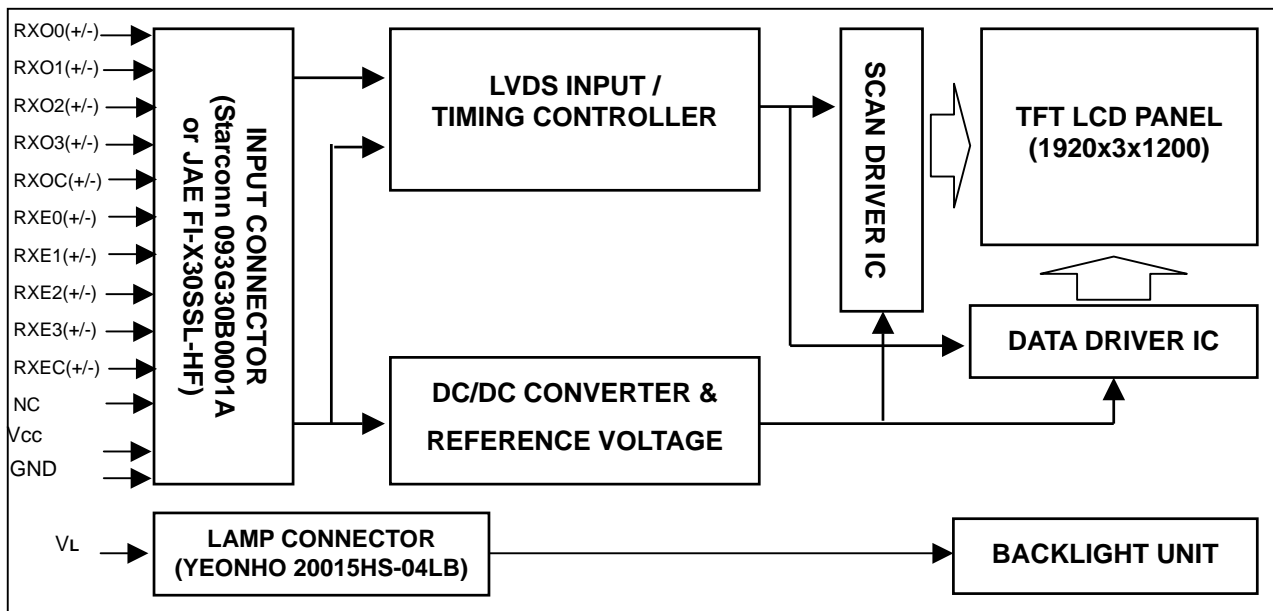 RXO0(+/-)
RXO1(+/-)
RXO2(+/-)
RXO3(+/-)
RXOC(+/-)
RXE0(+/-)
RXE1(+/-)
RXE2(+/-)
RXE3(+/-)
RXEC(+/-)
NC
Vcc
GND
VL
INPUT CONNECTOR
(Starconn 093G30B0001A
or JAE FI-X30SSL-HF)
LVDS INPUT /
TIMING CONTROLLER
SCAN DRIVER IC
TFT LCD PANEL
(1920x3x1200)
DATA DRIVER IC
DC/DC CONVERTER &
REFERENCE VOLTAGE
LAMP CONNECTOR
(YEONHO 20015HS-04LB)
BACKLIGHT UNIT